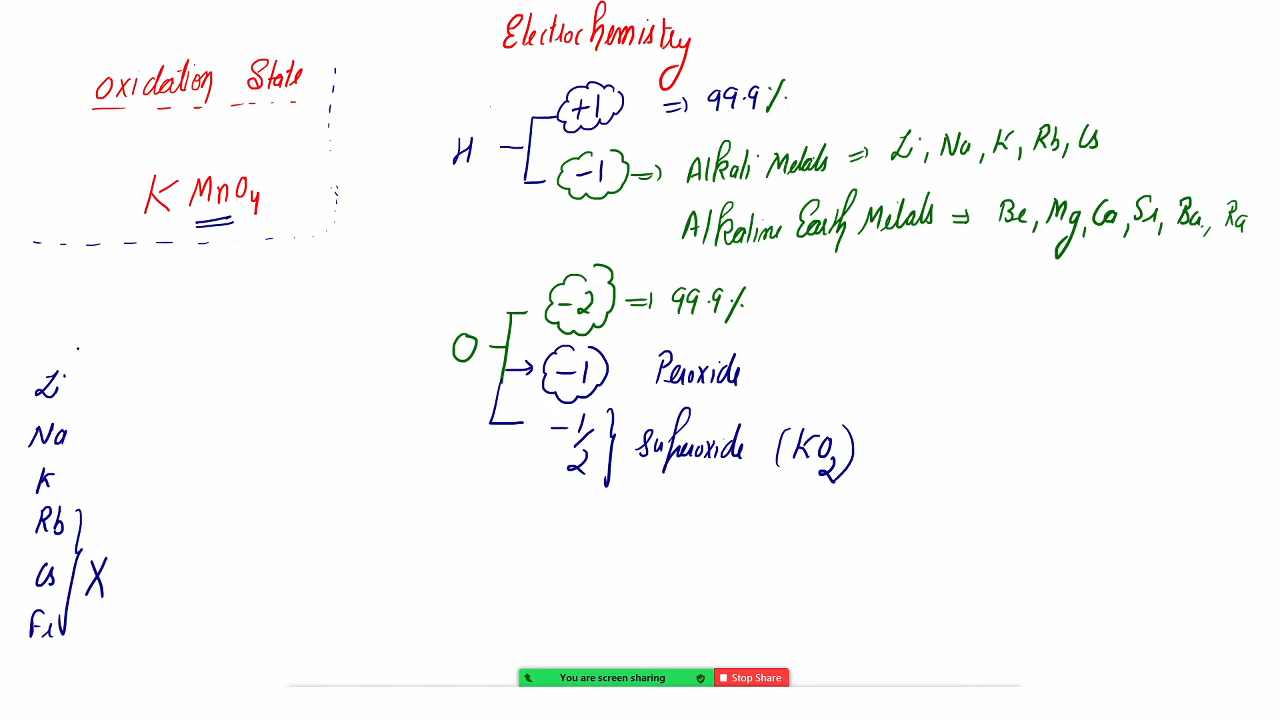 Electrochemistry
Oxidation State
KMnO4
H
+1 => 99.9%
-1 => Alkali Metals => Li, Na, K, Rb, Cs
Alkaline Earth Metals => Be, Mg, Ca, Sr, Ba, Ra
O
-2 => 99.9%
-1 Peroxide
-1/2 } Superoxide (KO2)
Li
Na
K
Rb
Cs X
Fr
You are screen sharing Stop Share